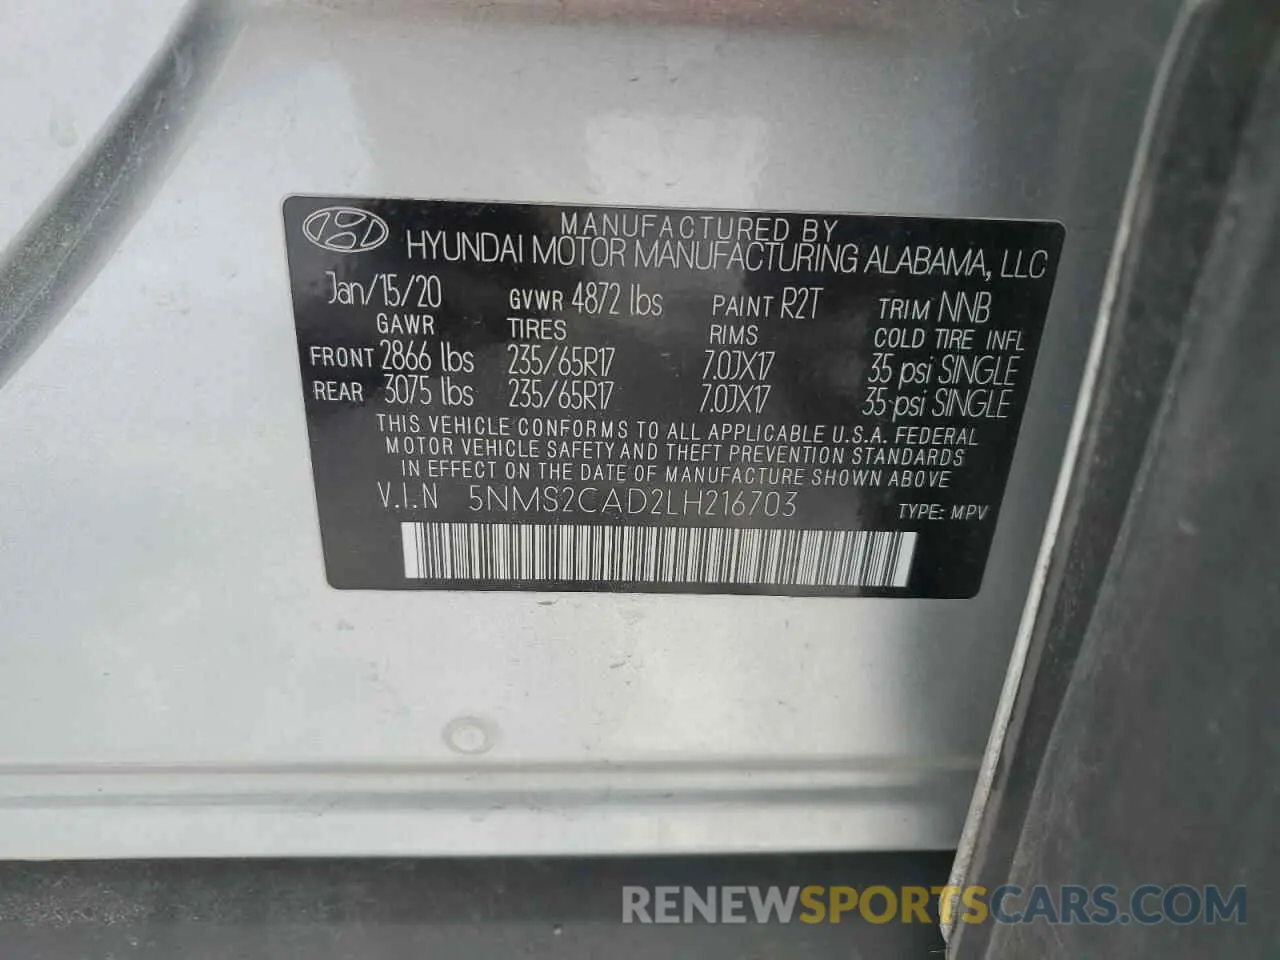 MANUFACTURED BY
HYUNDAI MOTOR MANUFACTURING ALABAMA, LLC
Jan/15/20 GVWR 4872 lbs PAINT R2T TRIM NNB
GAWR TIRES RIMS COLD TIRE INFL
FRONT 2866 lbs 235/65R17 7.0JX17 35 psi SINGLE
REAR 3075 lbs 235/65R17 7.0JX17 35 psi SINGLE
THIS VEHICLE CONFORMS TO ALL APPLICABLE U.S.A. FEDERAL
MOTOR VEHICLE SAFETY AND THEFT PREVENTION STANDARDS
IN EFFECT ON THE DATE OF MANUFACTURE SHOWN ABOVE
V.I.N 5NMS2CAD2LH216703 TYPE: MPV
RENEWSPORTSCARS.COM